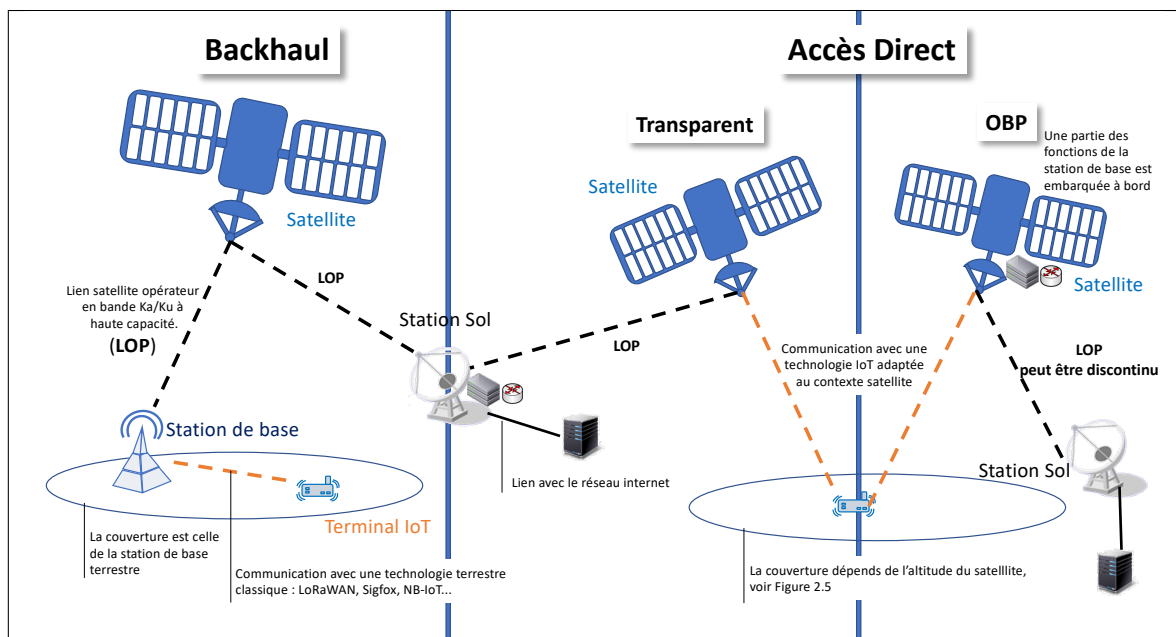 Backhaul
Accès Direct
Transparent
OBP
Une partie des
fonctions de la
station de base est
embarquée à bord
Satellite
Satellite
Satellite
LOP
Lien satellite opérateur
en bande Ka/Ku à
haute capacité.
(LOP)
Station Sol
LOP
Communication avec une
technologie IoT adaptée
au contexte satellite
LOP
peut être discontinu
Station de base
Station Sol
Lien avec le réseau internet
Terminal IoT
La couverture est celle
de la station de base
terrestre
Communication avec une technologie terrestre
classique : LoRaWAN, Sigfox, NB-IoT...
La couverture dépends de l'altitude du satelllite,
voir Figure 2.5